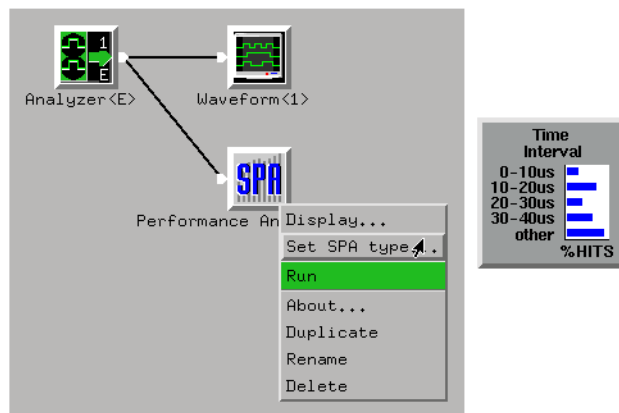 1
E
Analyzer<E>
Waveform<1>
SPA
Performance An
Display...
Set SPA type...
Run
About...
Duplicate
Rename
Delete
Time
Interval
0-10us
10-20us
20-30us
30-40us
other
%HITS